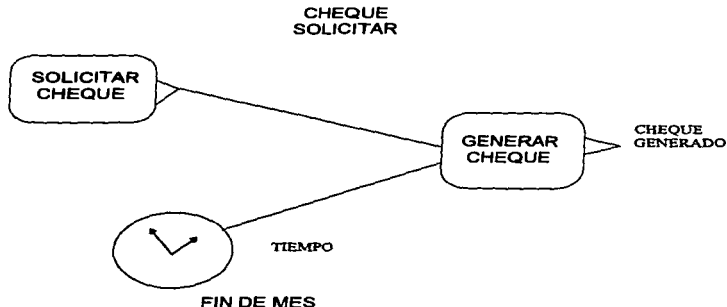 CHEQUE
SOLICITAR
SOLICITAR
CHEQUE
GENERAR
CHEQUE
CHEQUE
GENERADO
TIEMPO
FIN DE MES